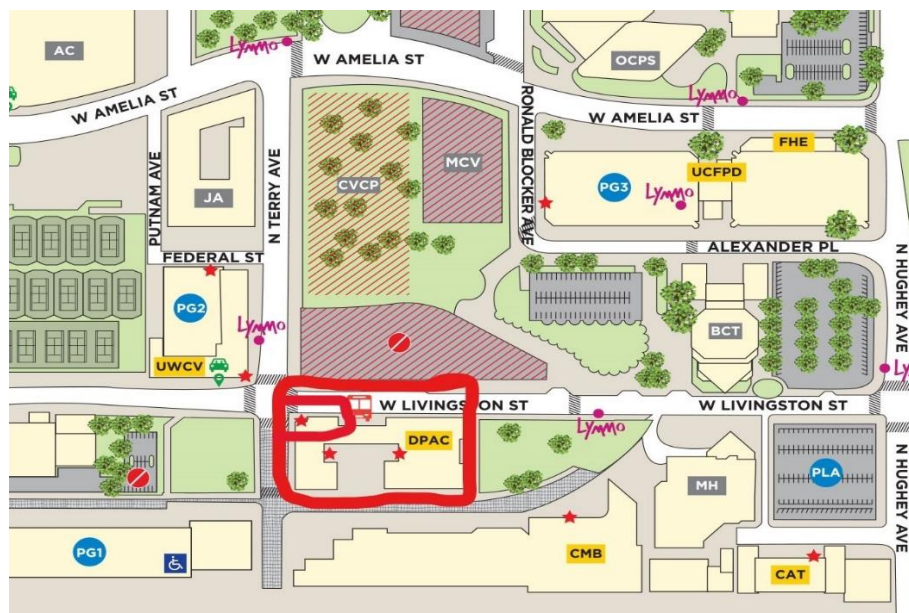 AC
Lymmo
W AMELIA ST
OCPS
W AMELIA ST
Lymmo
RONALD BLOCKER AVE
W AMELIA ST
FHE
MCV
CVCP
UCFPD
PG3
Lymmo
JA
PUTNAM AVE
N TERRY AVE
FEDERAL ST
ALEXANDER PL
N HUGHEY AVE
PG2
Lymmo
BCT
UWCV
Ly
W LIVINGSTON ST
W LIVINGSTON ST
Lymmo
DPAC
MH
PLA
N HUGHEY AVE
PG1
CMB
CAT